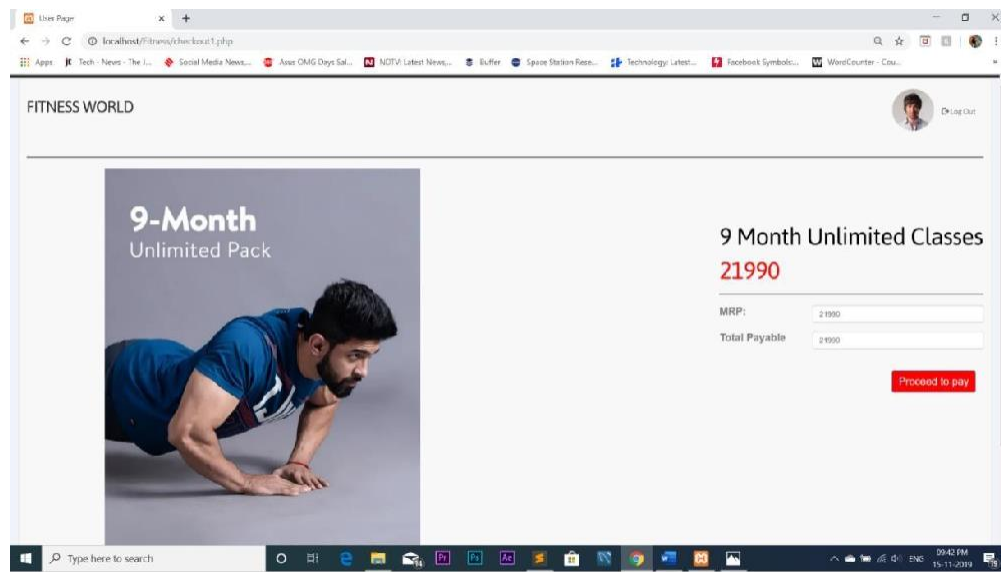 User Page
localhost/Fitness/checkout1.php
Apps
Tech - News - The I...
Social Media News,...
Asus OMG Days Sal...
NDTV: Latest News,...
Buffer
Space Station Rese...
Technology: Latest...
Facebook Symbols:...
WordCounter - Cou...
FITNESS WORLD
Log Out
9-Month
Unlimited Pack
9 Month Unlimited Classes
21990
MRP:
21990
Total Payable
21990
Proceed to pay
Type here to search
ENG
09:42 PM
15-11-2019